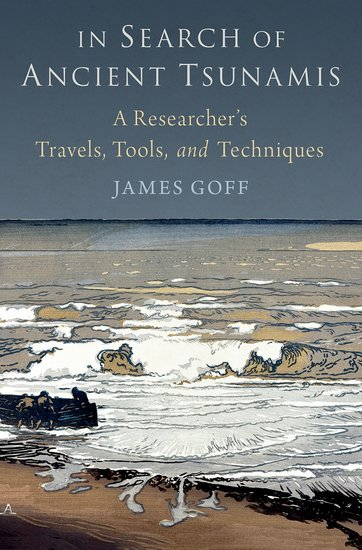 IN SEARCH OF
ANCIENT TSUNAMIS
A Researcher's
Travels, Tools, and Techniques
JAMES GOFF
A